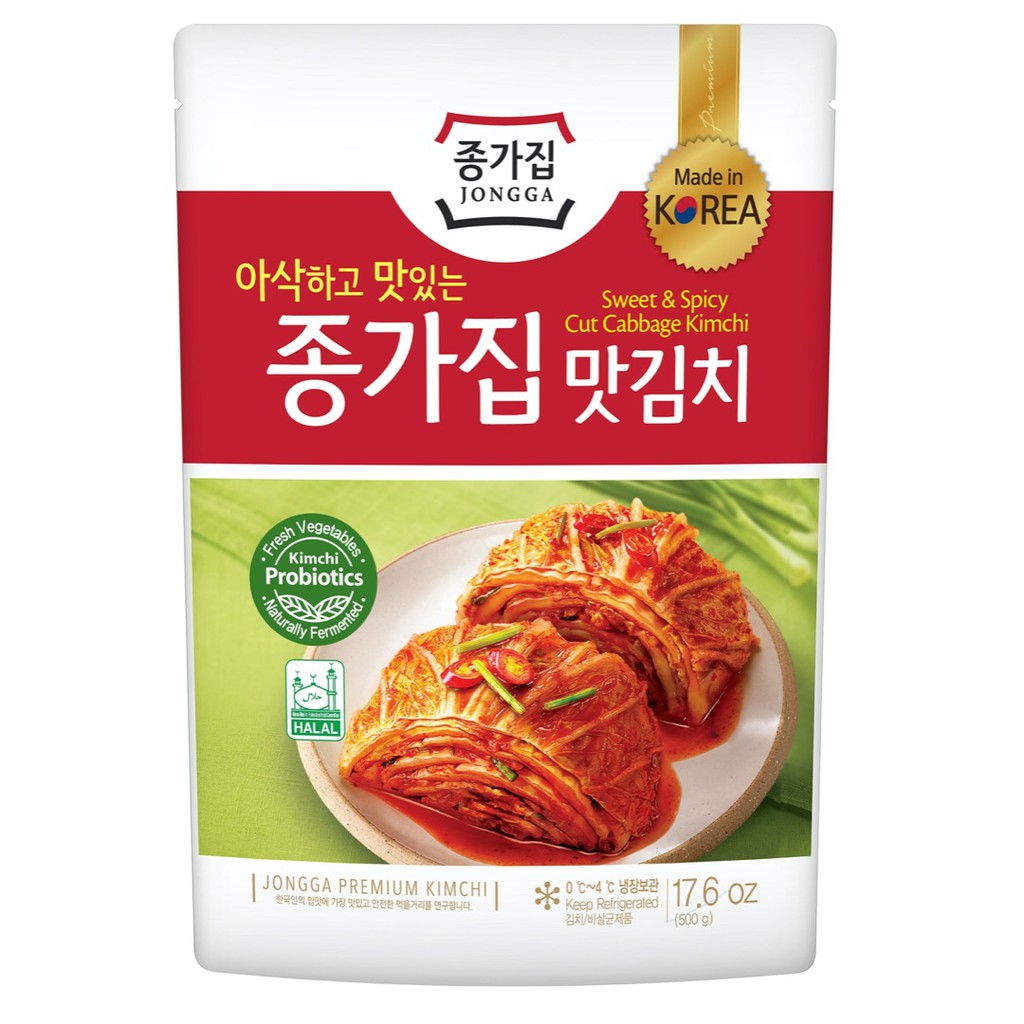 Premium
종가집
JONGGA
Made in
KOREA
아삭하고 맛있는
Sweet & Spicy
Cut Cabbage Kimchi
종가집 맛김치
Fresh Vegetables
Kimchi
Probiotics
Naturally Fermented
حلال
HALAL
JONGGA PREMIUM KIMCHI
한국인의 입맛에 가장 맛있고 안전한 먹을거리를 연구합니다.
0℃~4℃ 냉장보관
Keep Refrigerated
김치/비살균제품
17.6 oz
(500 g)